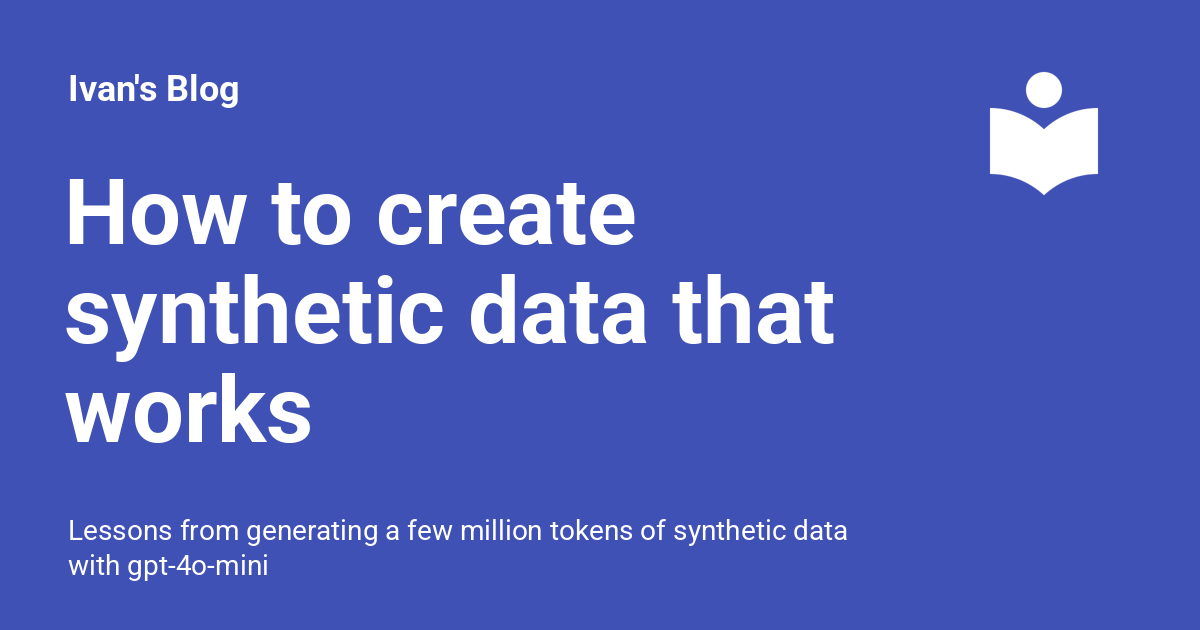 Ivan's Blog
How to create
synthetic data that
works
Lessons from generating a few million tokens of synthetic data
with gpt-4o-mini